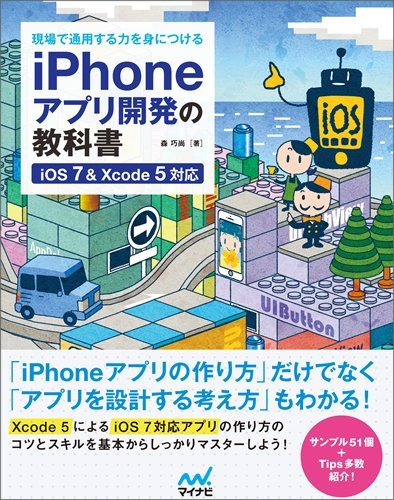 現場で通用する力を身につける
iPhone
アプリ開発の
教科書
森 巧尚 [著]
iOS 7 & Xcode 5 対応
iOS
UIButton
「iPhoneアプリの作り方」だけでなく
「アプリを設計する考え方」もわかる!
Xcode 5による iOS 7対応アプリの作り方の
コツとスキルを基本からしっかりマスターしよう!
サンプル51個
+
Tips多数
紹介!
マイナビ